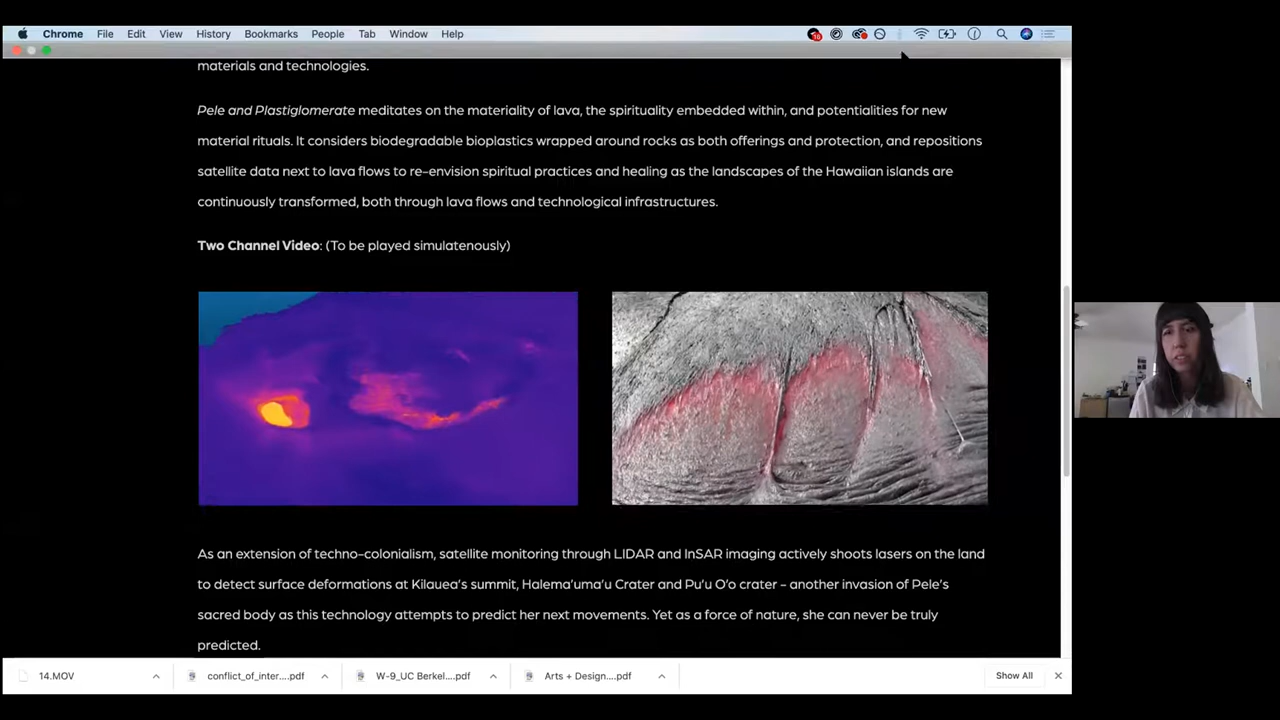 Chrome File Edit View History Bookmarks People Tab Window Help
16
materials and technologies.
Pele and Plastiglomerate meditates on the materiality of lava, the spirituality embedded within, and potentialities for new
material rituals. It considers biodegradable bioplastics wrapped around rocks as both offerings and protection, and repositions
satellite data next to lava flows to re-envision spiritual practices and healing as the landscapes of the Hawaiian islands are
continuously transformed, both through lava flows and technological infrastructures.
Two Channel Video: (To be played simulatenously)
As an extension of techno-colonialism, satellite monitoring through LIDAR and InSAR imaging actively shoots lasers on the land
to detect surface deformations at Kilauea's summit, Halema'uma'u Crater and Pu'u O'o crater - another invasion of Pele's
sacred body as this technology attempts to predict her next movements. Yet as a force of nature, she can never be truly
predicted.
14.MOV conflict_of_inter....pdf W-9_UC Berkel....pdf Arts + Design....pdf Show All